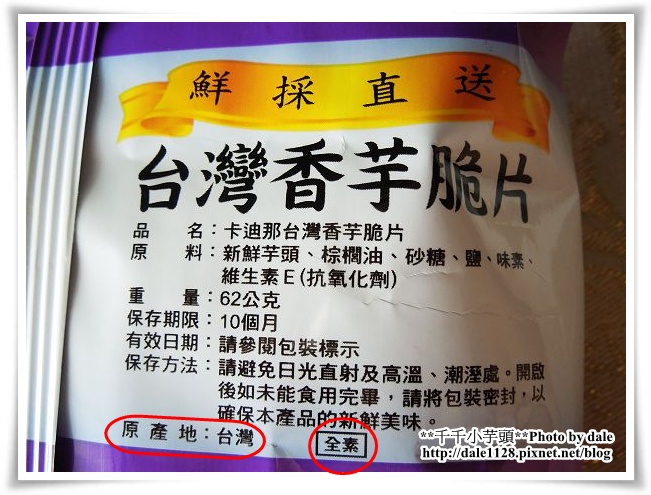 鮮採直送
台灣香芋脆片
品名：卡迪那台灣香芋脆片
原料：新鮮芋頭、棕櫚油、砂糖、鹽、味素、
維生素E(抗氧化劑)
重量：62公克
保存期限：10個月
有效日期：請參閱包裝標示
保存方法：請避免日光直射及高溫、潮溼處。開啟
後如未能食用完畢，請將包裝密封，以
確保本產品的新鮮美味。
原產地：台灣
全素
**千千小芋頭**Photo by dale
http://dale1128.pixnet.net/blog